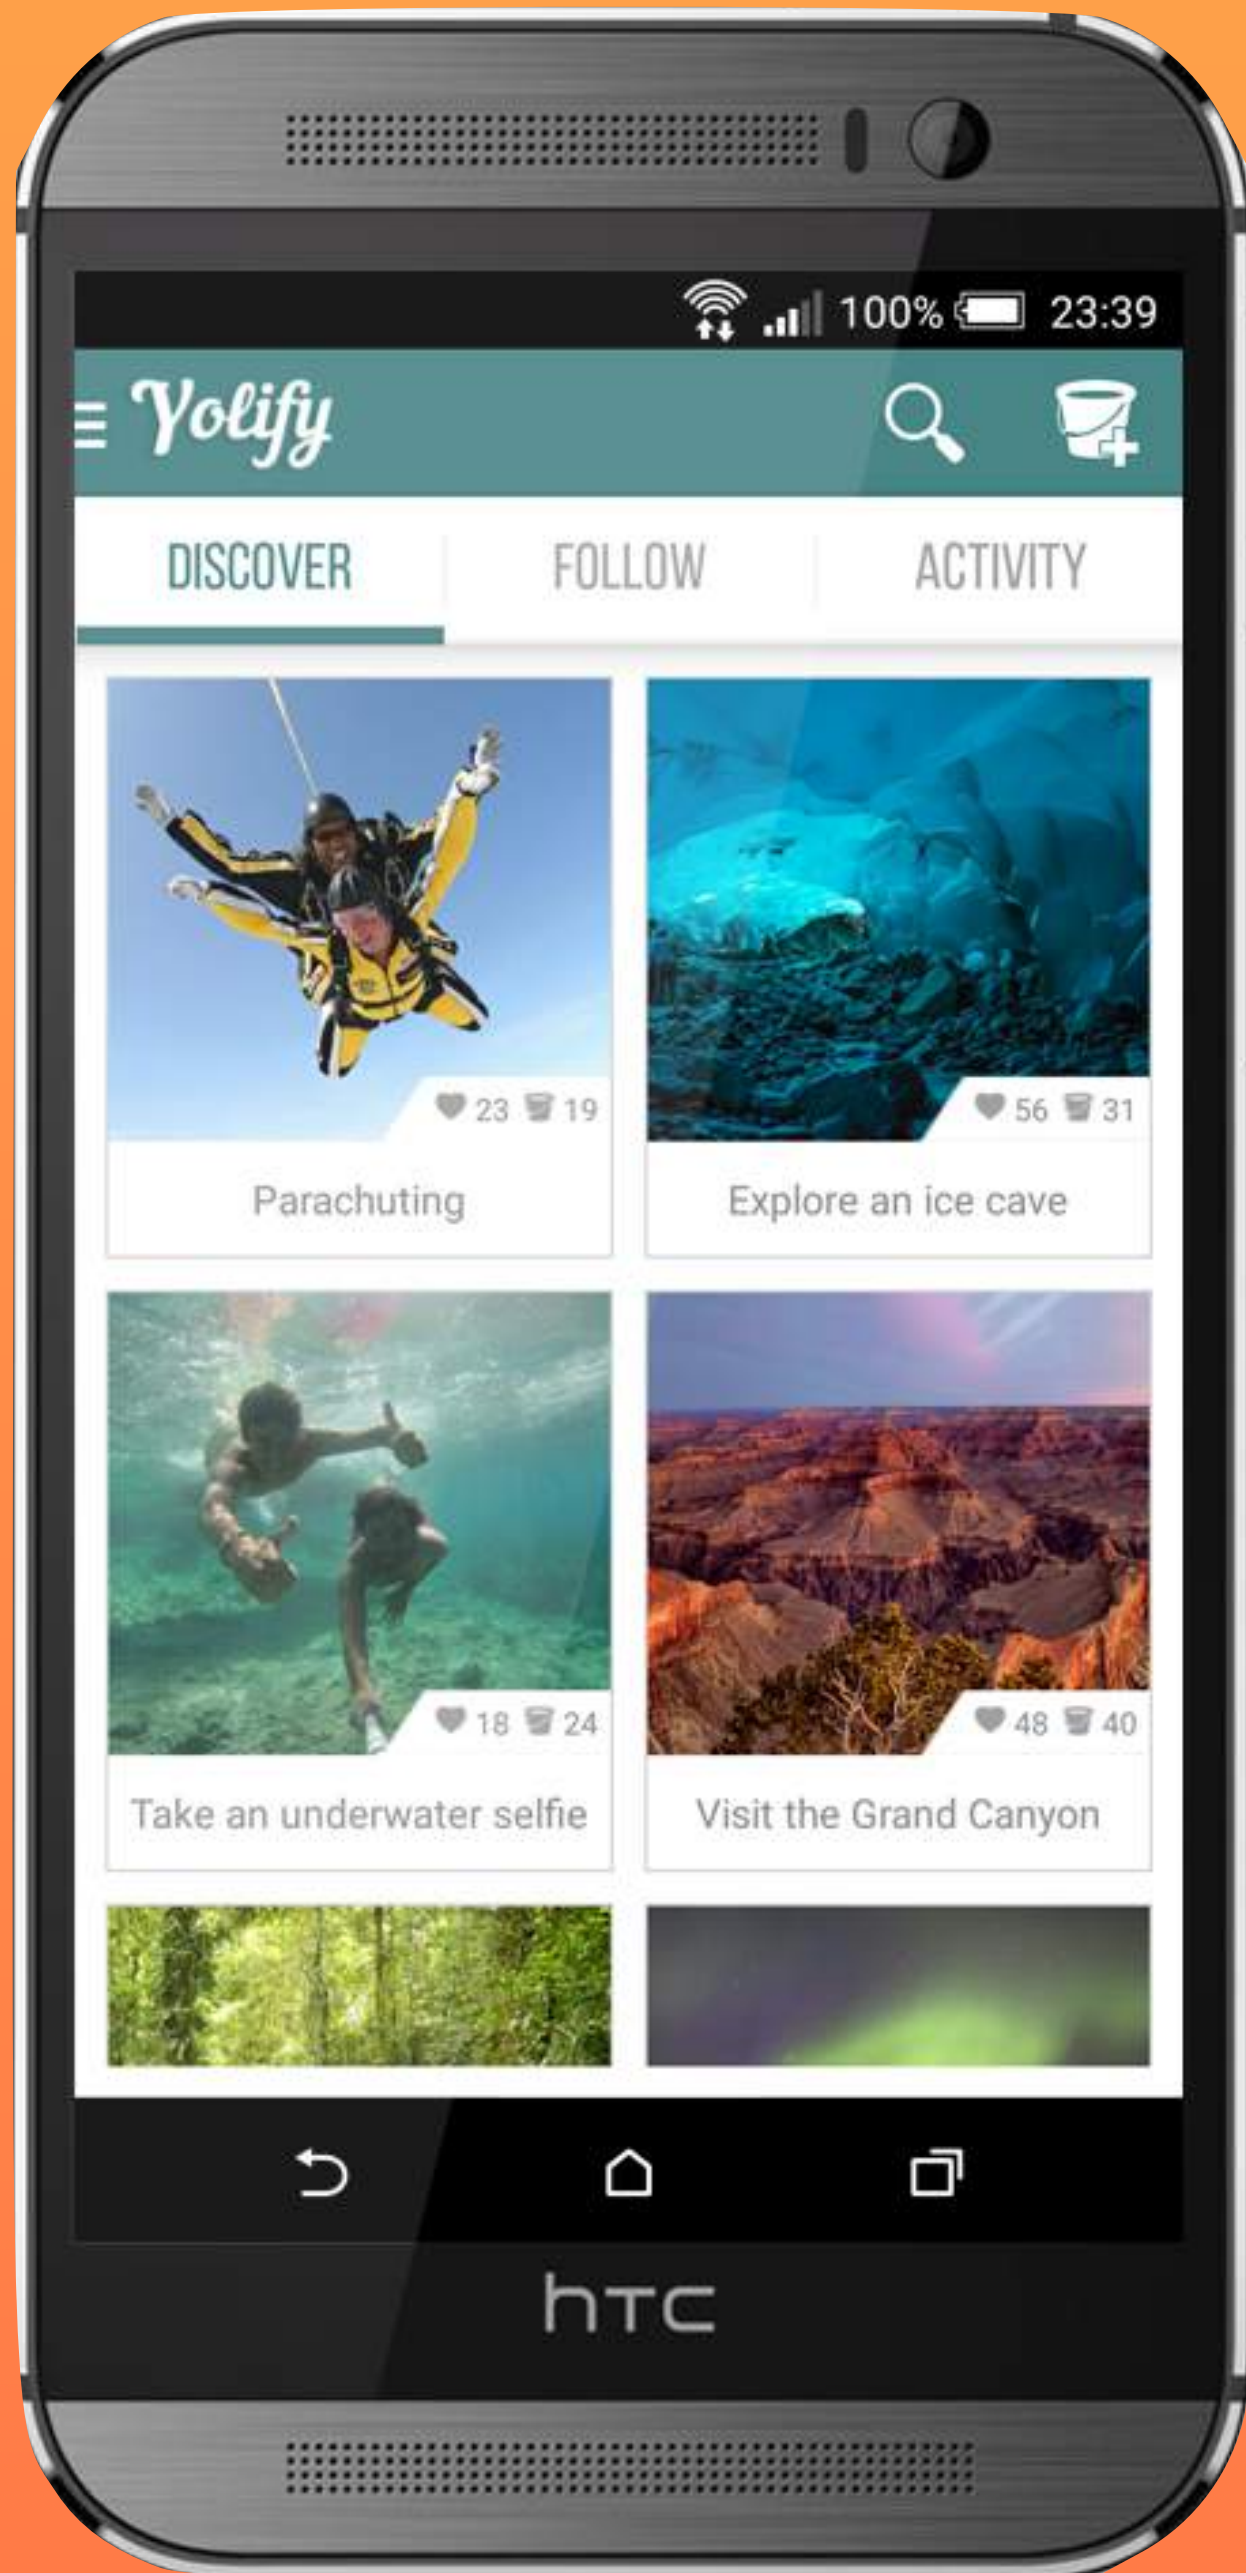 100% 23:39
Yolify
DISCOVER FOLLOW ACTIVITY
23 19
56 31
Parachuting
Explore an ice cave
18 24
48 40
Take an underwater selfie
Visit the Grand Canyon
hTC